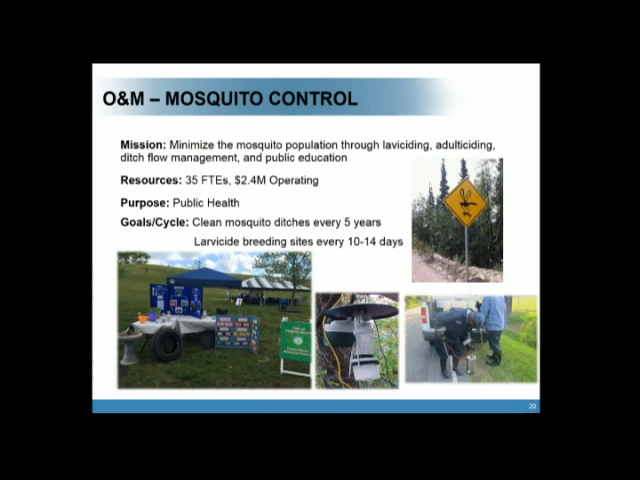 O&M – MOSQUITO CONTROL
Mission: Minimize the mosquito population through laviciding, adulticiding,
ditch flow management, and public education
Resources: 35 FTEs, $2.4M Operating
Purpose: Public Health
Goals/Cycle: Clean mosquito ditches every 5 years
Larvicide breeding sites every 10-14 days
20